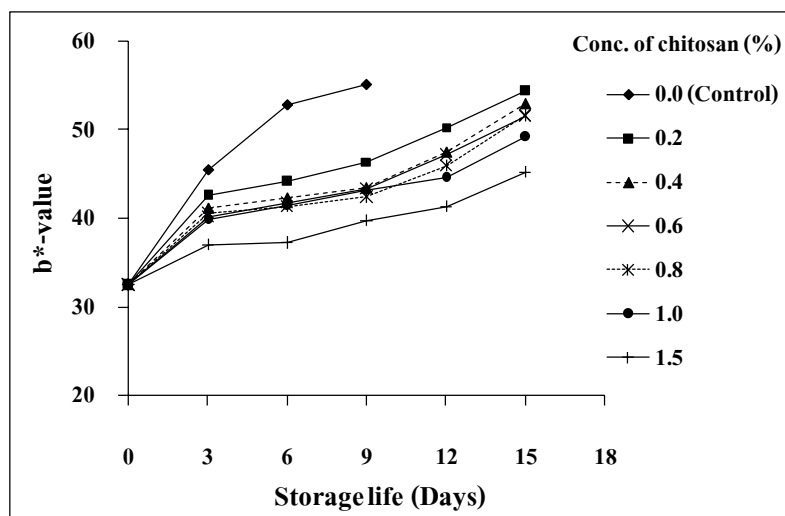 Conc. of chitosan (%)
0.0 (Control)
0.2
0.4
0.6
0.8
1.0
1.5
b*-value
60
50
40
30
20
0 3 6 9 12 15 18
Storage life (Days)